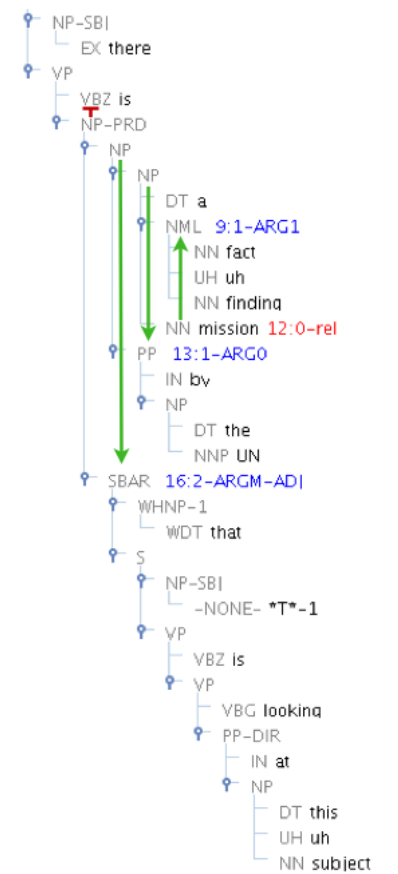 NP-SBJ
EX there
VP
VBZ is
NP-PRD
NP
NP
DT a
NML 9:1-ARG1
NN fact
UH uh
NN finding
NN mission 12:0-rel
PP 13:1-ARG0
IN by
NP
DT the
NNP UN
SBAR 16:2-ARGM-ADJ
WHNP-1
WDT that
S
NP-SBJ
-NONE- *T*-1
VP
VBZ is
VP
VBG looking
PP-DIR
IN at
NP
DT this
UH uh
NN subject